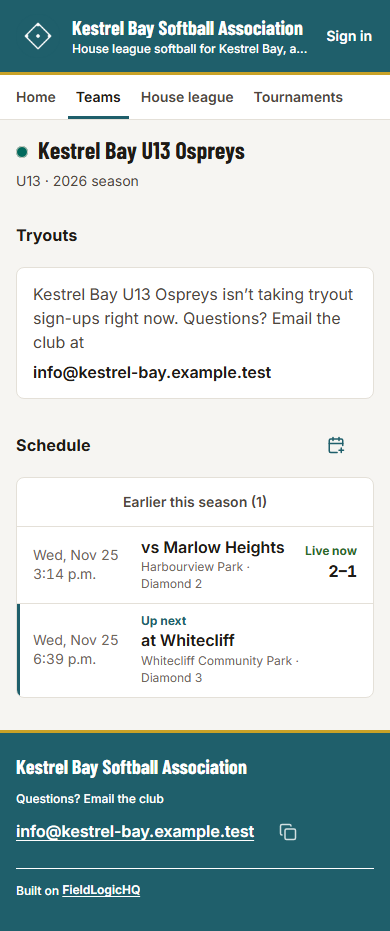 Kestrel Bay Softball Association
House league softball for Kestrel Bay, a...
Sign in
Home
Teams
House league
Tournaments
Kestrel Bay U13 Ospreys
U13 · 2026 season
Tryouts
Kestrel Bay U13 Ospreys isn’t taking tryout
sign-ups right now. Questions? Email the
club at
info@kestrel-bay.example.test
Schedule
Earlier this season (1)
Wed, Nov 25
3:14 p.m.
vs Marlow Heights
Harbourview Park ·
Diamond 2
Live now
2–1
Wed, Nov 25
6:39 p.m.
Up next
at Whitecliff
Whitecliff Community Park ·
Diamond 3
Kestrel Bay Softball Association
Questions? Email the club
info@kestrel-bay.example.test
Built on FieldLogicHQ